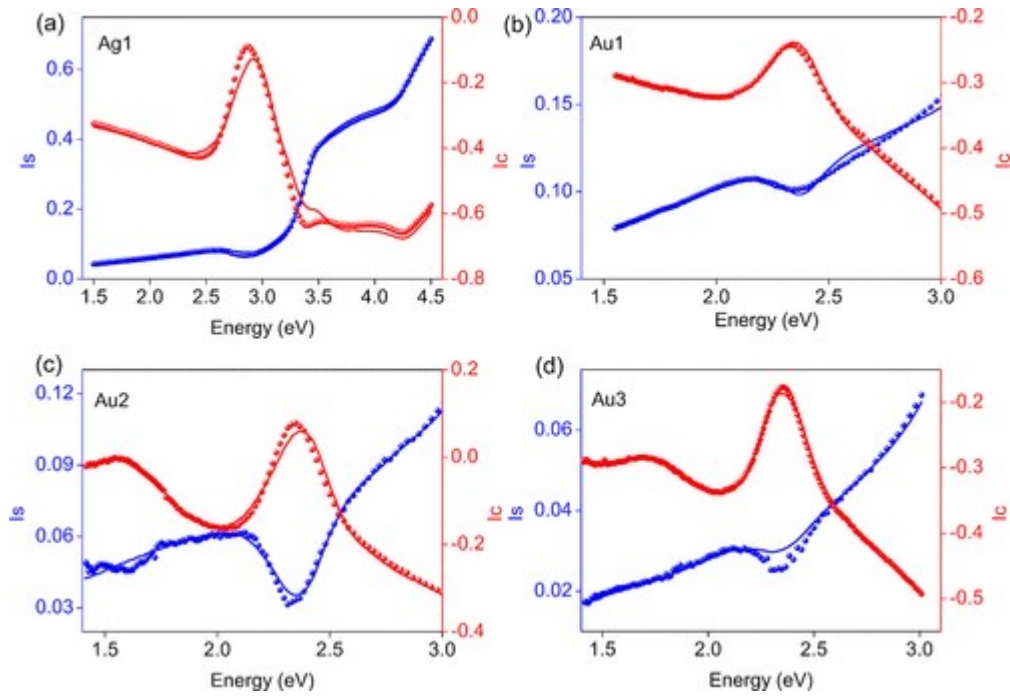 (a)
Ag1
0.6
0.4
0.2
0.0
Is
0.0
-0.2
-0.4
-0.6
-0.8
Ic
1.5 2.0 2.5 3.0 3.5 4.0 4.5
Energy (eV)
(b)
Au1
0.20
0.15
0.10
0.05
Is
-0.2
-0.3
-0.4
-0.5
-0.6
Ic
1.5 2.0 2.5 3.0
Energy (eV)
(c)
Au2
0.12
0.09
0.06
0.03
Is
0.2
0.0
-0.2
-0.4
Ic
1.5 2.0 2.5 3.0
Energy (eV)
(d)
Au3
0.06
0.04
0.02
Is
-0.2
-0.3
-0.4
-0.5
Ic
1.5 2.0 2.5 3.0
Energy (eV)